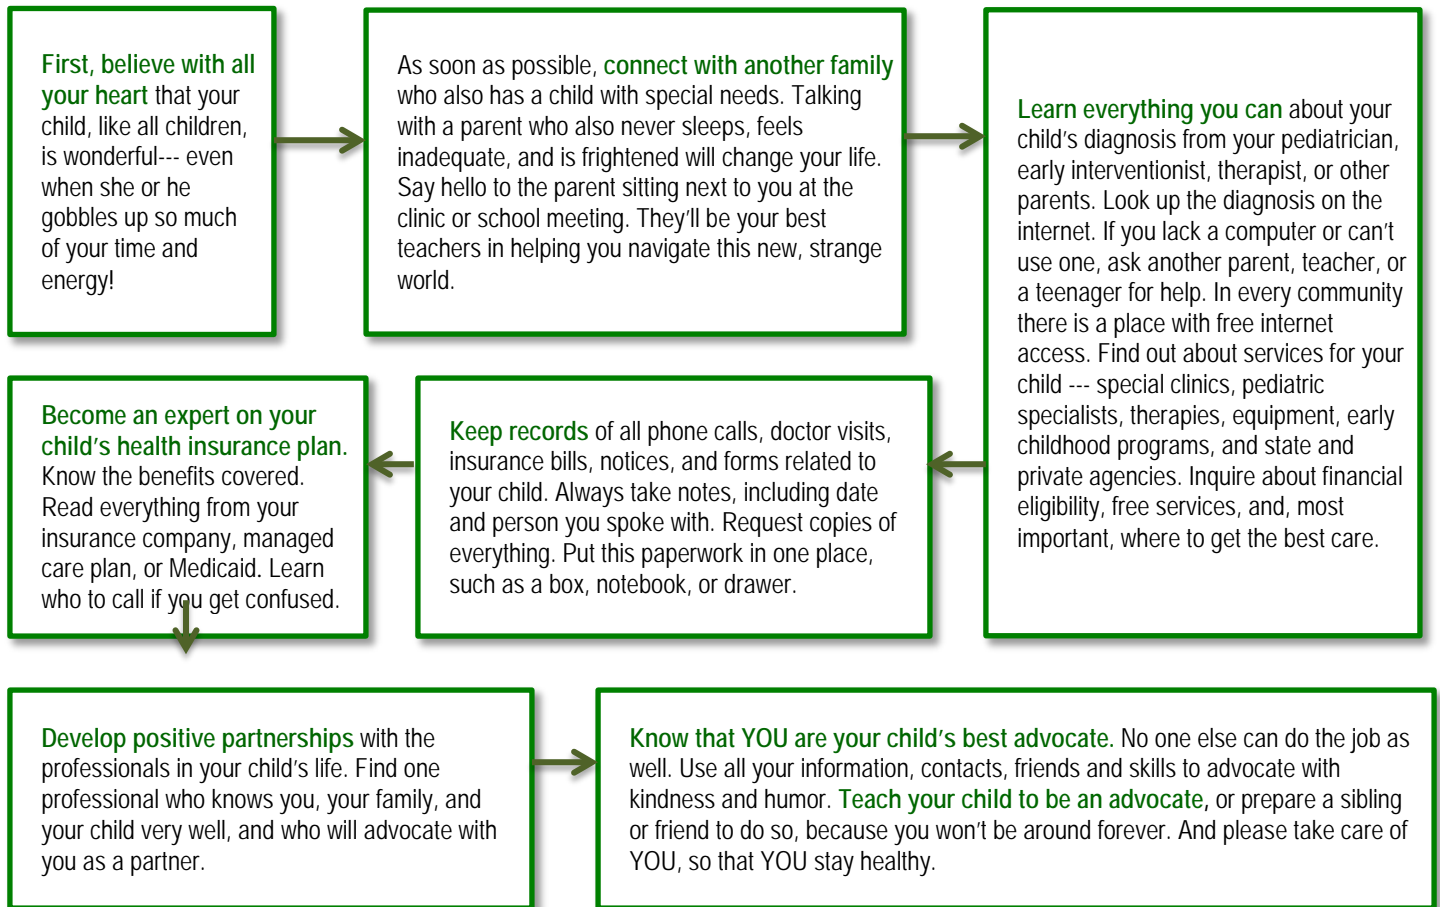 First, believe with all
your heart that your
child, like all children,
is wonderful--- even
when she or he
gobbles up so much
of your time and
energy!
As soon as possible, connect with another family
who also has a child with special needs. Talking
with a parent who also never sleeps, feels
inadequate, and is frightened will change your life.
Say hello to the parent sitting next to you at the
clinic or school meeting. They’ll be your best
teachers in helping you navigate this new, strange
world.
Learn everything you can about your
child’s diagnosis from your pediatrician,
early interventionist, therapist, or other
parents. Look up the diagnosis on the
internet. If you lack a computer or can’t
use one, ask another parent, teacher, or
a teenager for help. In every community
there is a place with free internet
access. Find out about services for your
child --- special clinics, pediatric
specialists, therapies, equipment, early
childhood programs, and state and
private agencies. Inquire about financial
eligibility, free services, and, most
important, where to get the best care.
Keep records of all phone calls, doctor visits,
insurance bills, notices, and forms related to
your child. Always take notes, including date
and person you spoke with. Request copies of
everything. Put this paperwork in one place,
such as a box, notebook, or drawer.
Become an expert on your
child’s health insurance plan.
Know the benefits covered.
Read everything from your
insurance company, managed
care plan, or Medicaid. Learn
who to call if you get confused.
Develop positive partnerships with the
professionals in your child’s life. Find one
professional who knows you, your family, and
your child very well, and who will advocate with
you as a partner.
Know that YOU are your child’s best advocate. No one else can do the job as
well. Use all your information, contacts, friends and skills to advocate with
kindness and humor. Teach your child to be an advocate, or prepare a sibling
or friend to do so, because you won’t be around forever. And please take care of
YOU, so that YOU stay healthy.